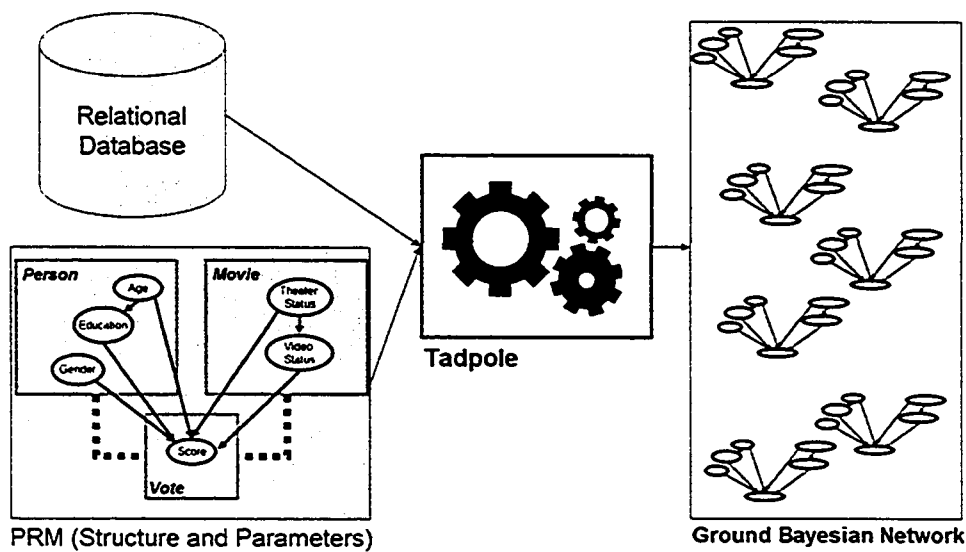 Relational
Database
Person
Age
Education
Gender
Movie
Theater
Status
Video
Status
Score
Vote
PRM (Structure and Parameters)
Tadpole
Ground Bayesian Network